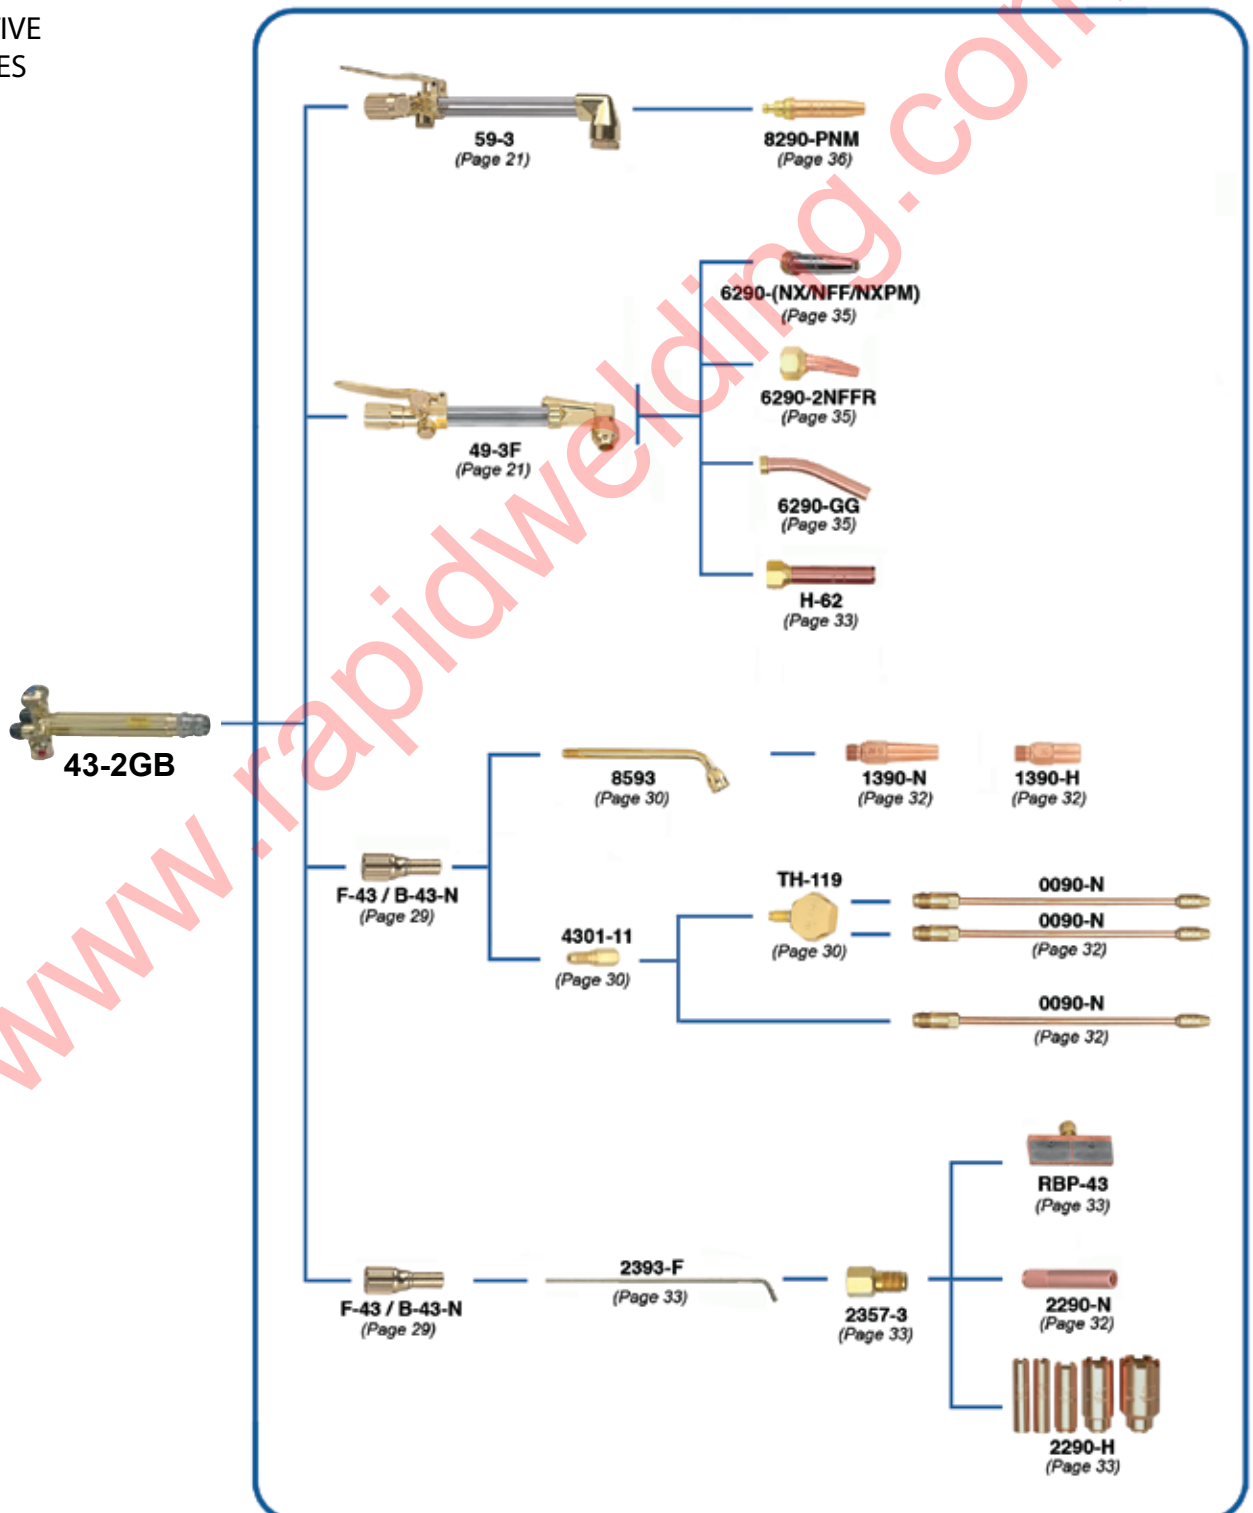 59-3
(Page 21)
8290-PNM
(Page 36)
6290-(NX/NFF/NXPM)
(Page 35)
6290-2NFFR
(Page 35)
49-3F
(Page 21)
6290-GG
(Page 35)
H-62
(Page 33)
43-2GB
8593
(Page 30)
1390-N
(Page 32)
1390-H
(Page 32)
F-43 / B-43-N
(Page 29)
TH-119
(Page 30)
0090-N
0090-N
(Page 32)
4301-11
(Page 30)
0090-N
(Page 32)
RBP-43
(Page 33)
F-43 / B-43-N
(Page 29)
2393-F
(Page 33)
2357-3
(Page 33)
2290-N
(Page 32)
2290-H
(Page 33)
www.rapidwelding.com